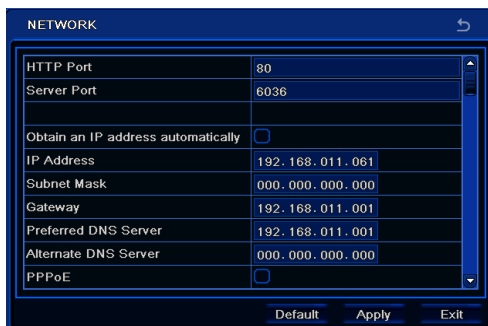 NETWORK
HTTP Port 80
Server Port 6036
Obtain an IP address automatically
IP Address 192.168.011.061
Subnet Mask 000.000.000.000
Gateway 192.168.011.001
Preferred DNS Server 192.168.011.001
Alternate DNS Server 000.000.000.000
PPPoE
Default Apply Exit